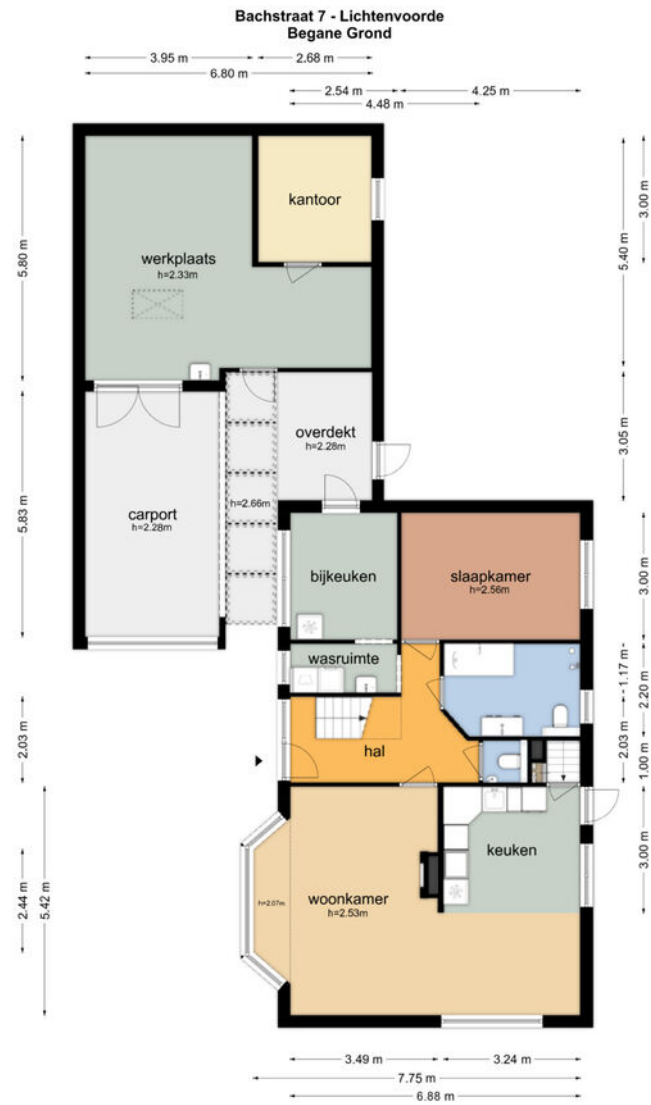 Bachstraat 7 - Lichtenvoorde
Begane Grond
3.95 m
2.68 m
6.80 m
2.54 m
4.25 m
4.48 m
kantoor
werkplaats
h=2.33m
5.80 m
5.40 m
3.00 m
overdekt
h=2.28m
3.05 m
h=2.66m
carport
h=2.28m
5.83 m
bijkeuken
slaapkamer
h=2.56m
3.00 m
wasruimte
1.17 m
2.20 m
hal
2.03 m
2.03 m
1.00 m
keuken
3.00 m
woonkamer
h=2.53m
h=2.07m
2.44 m
5.42 m
3.49 m
3.24 m
7.75 m
6.88 m